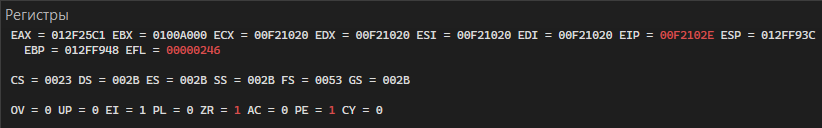 Регистры
EAX = 012F25C1 EBX = 0100A000 ECX = 00F21020 EDX = 00F21020 ESI = 00F21020 EDI = 00F21020 EIP = 00F2102E ESP = 012FF93C
EBP = 012FF948 EFL = 00000246
CS = 0023 DS = 002B ES = 002B SS = 002B FS = 0053 GS = 002B
OV = 0 UP = 0 EI = 1 PL = 0 ZR = 1 AC = 0 PE = 1 CY = 0